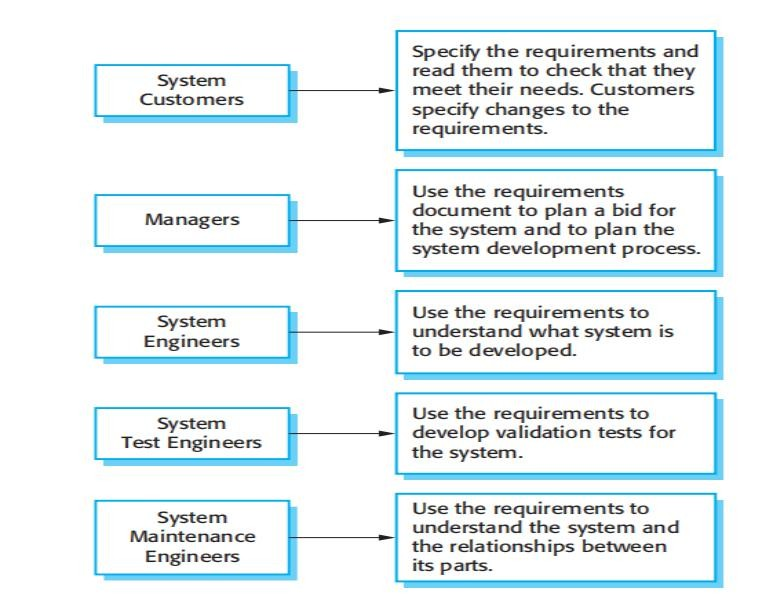 System
Customers
Specify the requirements and
read them to check that they
meet their needs. Customers
specify changes to the
requirements.
Managers
Use the requirements
document to plan a bid for
the system and to plan the
system development process.
System
Engineers
Use the requirements to
understand what system is
to be developed.
System
Test Engineers
Use the requirements to
develop validation tests for
the system.
System
Maintenance
Engineers
Use the requirements to
understand the system and
the relationships between
its parts.